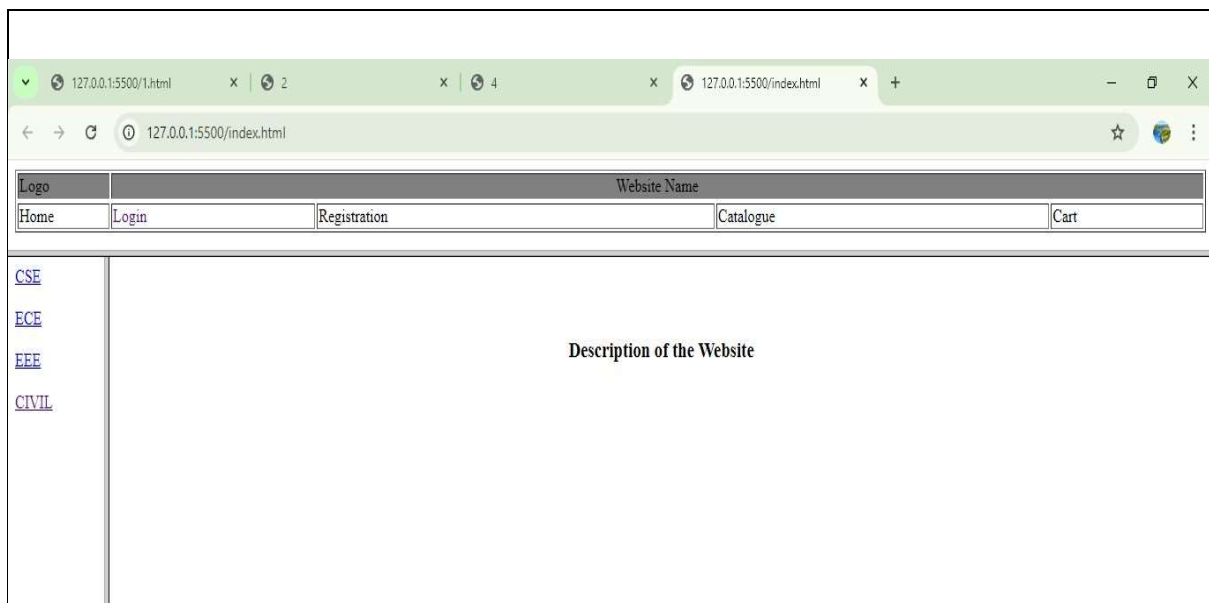 127.0.0.1:5500/1.html 2 4 127.0.0.1:5500/index.html
127.0.0.1:5500/index.html
Logo Website Name
Home Login Registration Catalogue Cart
CSE
ECE
Description of the Website
EEE
CIVIL